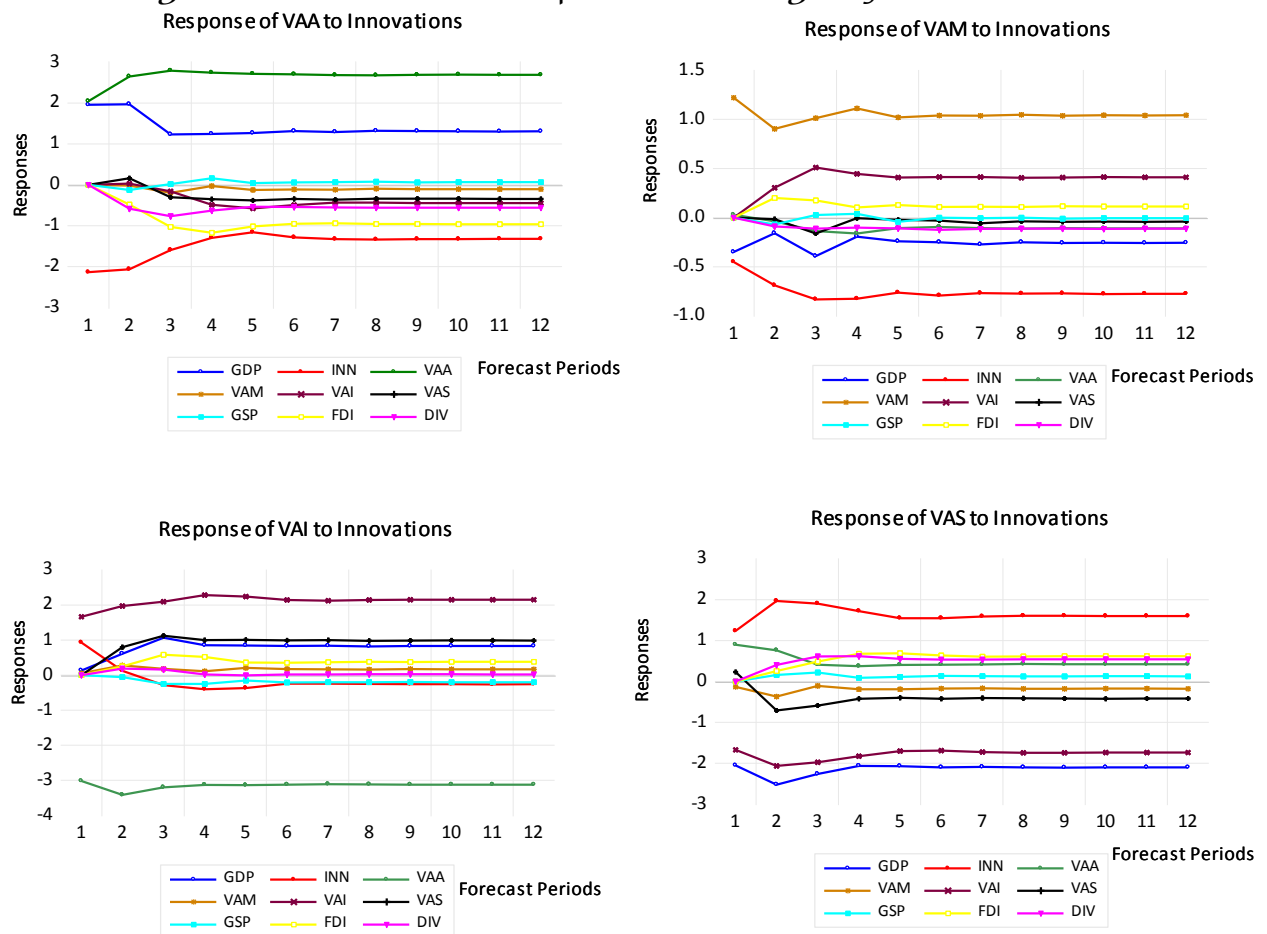 Response of VAA to Innovations
3
2
1
0
-1
-2
-3
Responses
1 2 3 4 5 6 7 8 9 10 11 12
Forecast Periods
GDP INN VAA
VAM VAI VAS
GSP FDI DIV
Response of VAM to Innovations
1.5
1.0
0.5
0.0
-0.5
-1.0
Responses
1 2 3 4 5 6 7 8 9 10 11 12
Forecast Periods
GDP INN VAA
VAM VAI VAS
GSP FDI DIV
Response of VAI to Innovations
3
2
1
0
-1
-2
-3
-4
Responses
1 2 3 4 5 6 7 8 9 10 11 12
GDP INN VAA
Forecast Periods
VAM VAI VAS
GSP FDI DIV
Response of VAS to Innovations
3
2
1
0
-1
-2
-3
Responses
1 2 3 4 5 6 7 8 9 10 11 12
Forecast Periods
GDP INN VAA
VAM VAI VAS
GSP FDI DIV